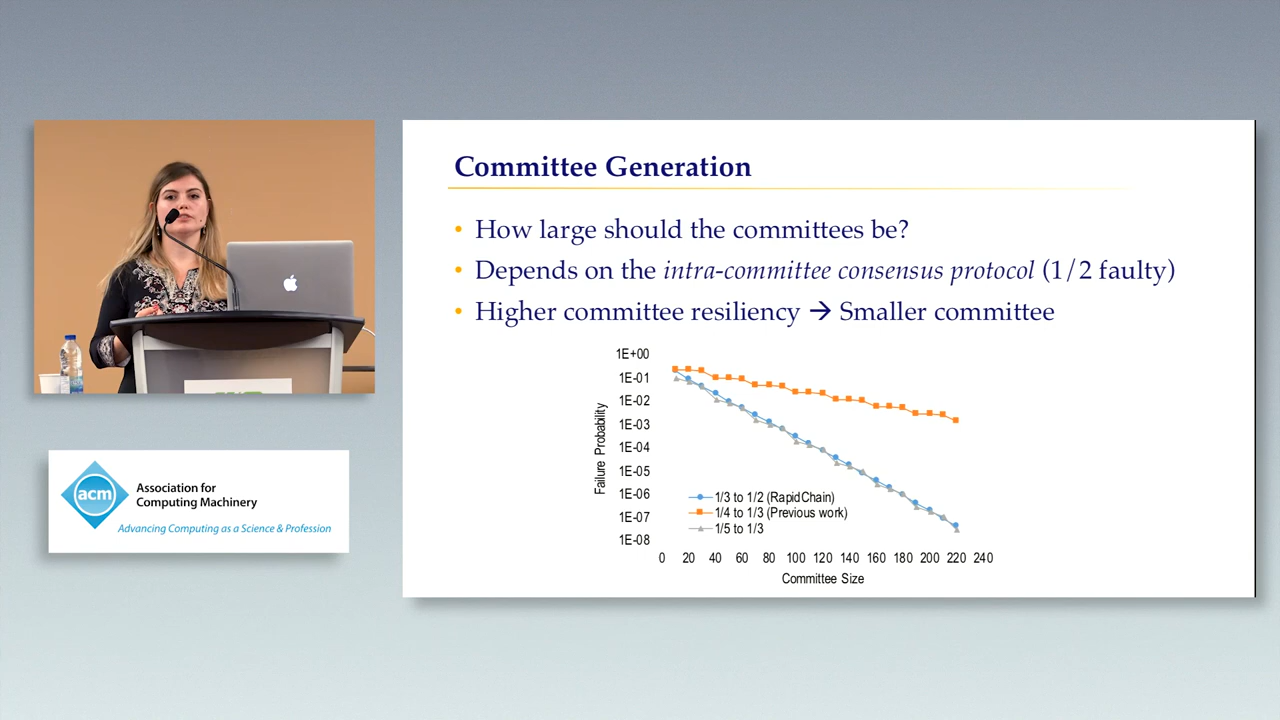 Committee Generation
• How large should the committees be?
• Depends on the intra-committee consensus protocol (1/2 faulty)
• Higher committee resiliency → Smaller committee
1E+00
1E-01
1E-02
1E-03
1E-04
1E-05
1E-06
1E-07
1E-08
Failure Probability
1/3 to 1/2 (RapidChain)
1/4 to 1/3 (Previous work)
1/5 to 1/3
0 20 40 60 80 100 120 140 160 180 200 220 240
Committee Size
acm
Association for
Computing Machinery
Advancing Computing as a Science & Profession